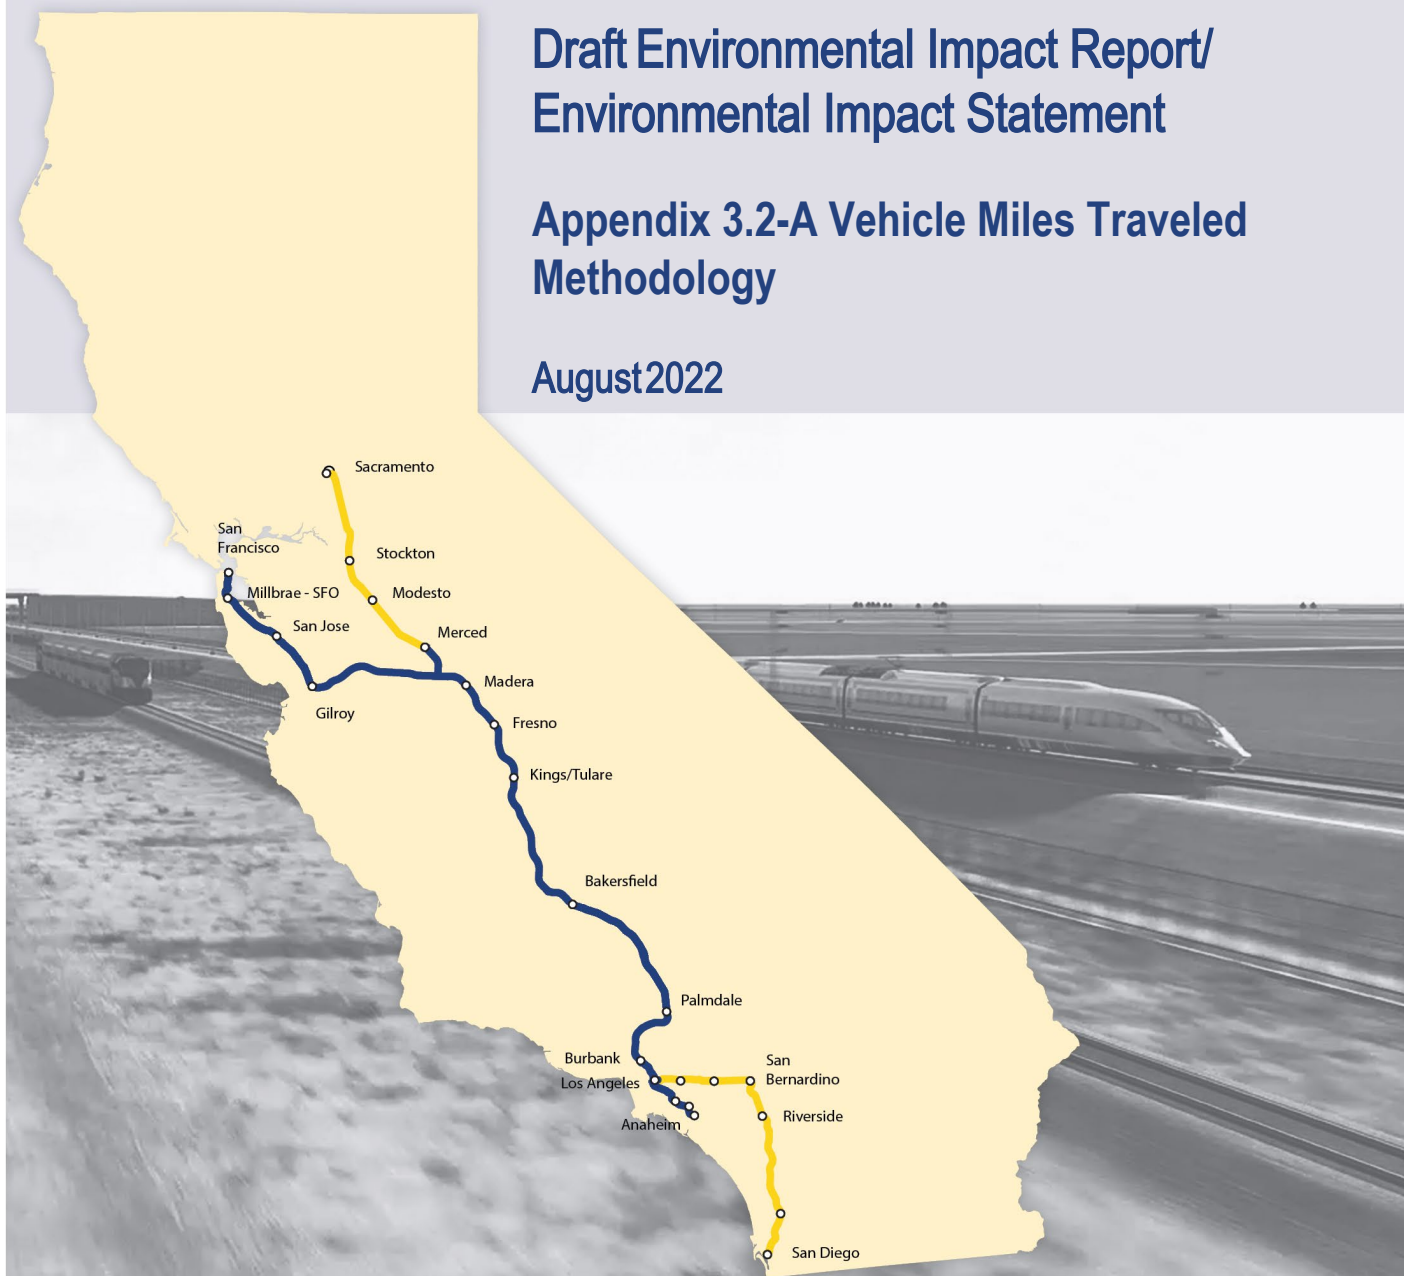 Draft Environmental Impact Report/
Environmental Impact Statement
Appendix 3.2-A Vehicle Miles Traveled
Methodology
August 2022
Sacramento
San
Francisco
Stockton
Millbrae - SFO
Modesto
San Jose
Merced
Madera
Gilroy
Fresno
Kings/Tulare
Bakersfield
Palmdale
Burbank
San
Bernardino
Los Angeles
Riverside
Anaheim
San Diego